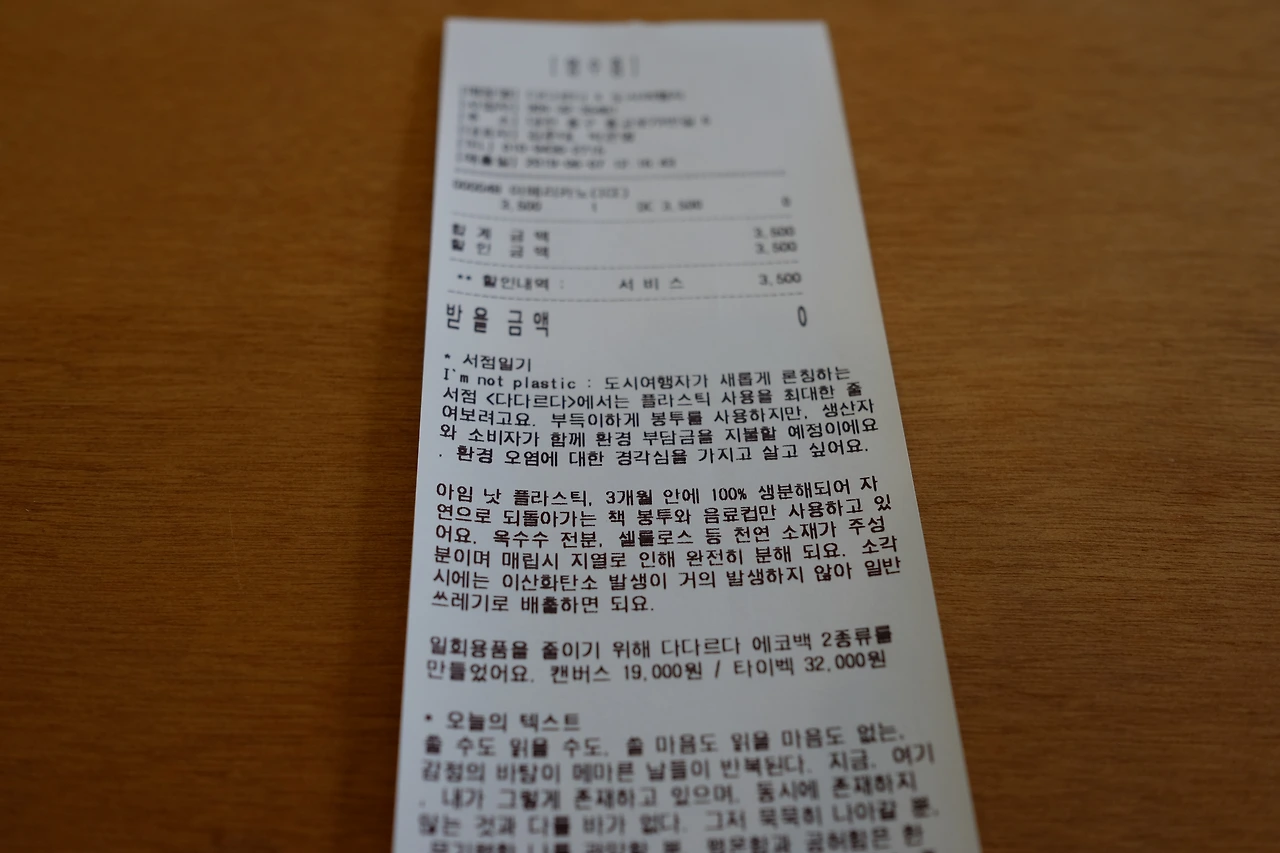 [영수증]
000048 아메리카노(ICE)
3,500 1 DC 3,500 0
합 계 금 액 3,500
할 인 금 액 3,500
** 할인내역 : 서 비 스 3,500
받 을 금 액 0
* 서점일기
I'm not plastic : 도시여행자가 새롭게 론칭하는
서점 <다다르다>에서는 플라스틱 사용을 최대한 줄
여보려고요. 부득이하게 봉투를 사용하지만, 생산자
와 소비자가 함께 환경 부담금을 지불할 예정이에요
. 환경 오염에 대한 경각심을 가지고 살고 싶어요.
아임 낫 플라스틱, 3개월 안에 100% 생분해되어 자
연으로 되돌아가는 책 봉투와 음료컵만 사용하고 있
어요. 옥수수 전분, 셀룰로스 등 천연 소재가 주성
분이며 매립시 지열로 인해 완전히 분해 되요. 소각
시에는 이산화탄소 발생이 거의 발생하지 않아 일반
쓰레기로 배출하면 되요.
일회용품을 줄이기 위해 다다르다 에코백 2종류를
만들었어요. 캔버스 19,000원 / 타이벡 32,000원
* 오늘의 텍스트
쓸 수도 읽을 수도, 쓸 마음도 읽을 마음도 없는,
감정의 바탕이 메마른 날들이 반복된다. 지금, 여기
, 내가 그렇게 존재하고 있으며, 동시에 존재하지
않는 것과 다를 바가 없다. 그저 묵묵히 나아갈 뿐,